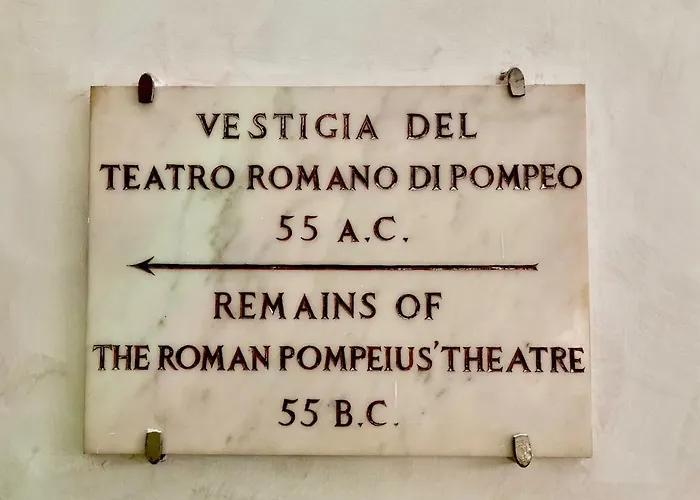 VESTIGIA DEL
TEATRO ROMANO DI POMPEO
55 A.C.
REMAINS OF
THE ROMAN POMPEIUS' THEATRE
55 B.C.